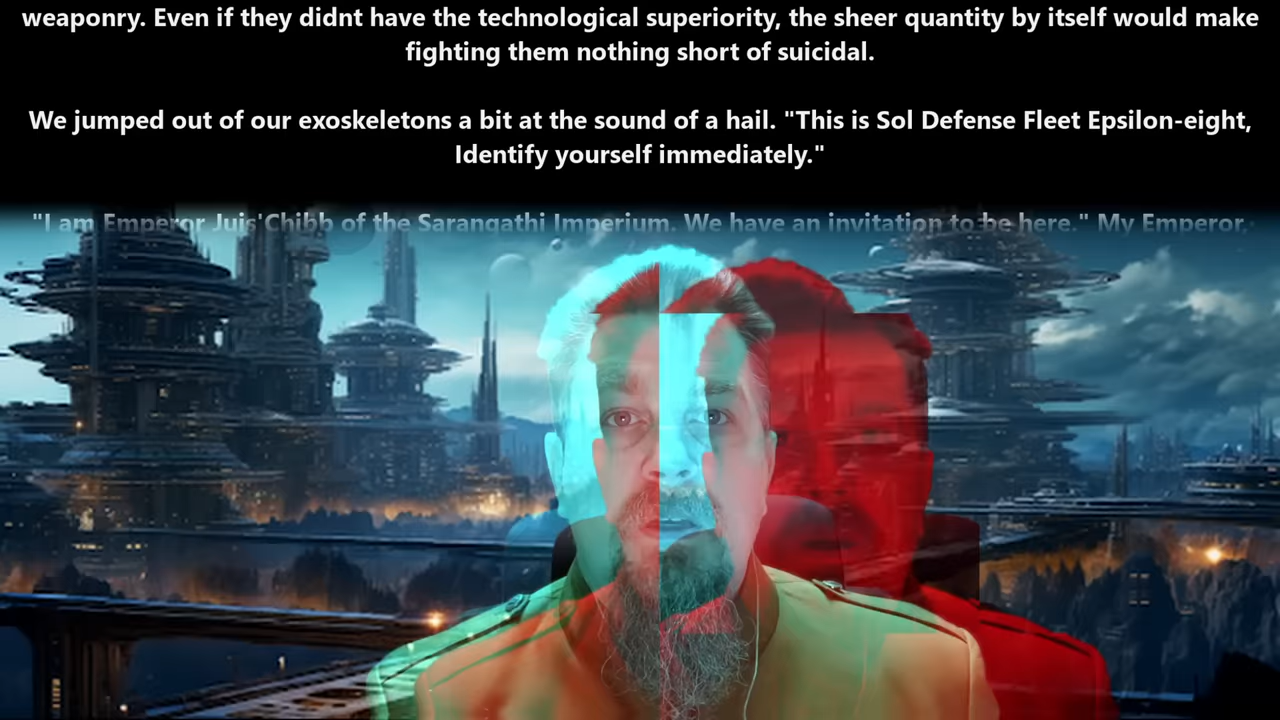 weaponry. Even if they didnt have the technological superiority, the sheer quantity by itself would make
fighting them nothing short of suicidal.
We jumped out of our exoskeletons a bit at the sound of a hail. "This is Sol Defense Fleet Epsilon-eight,
Identify yourself immediately."
"I am Emperor Juis'Chibb of the Sarangathi Imperium. We have an invitation to be here." My Emperor,